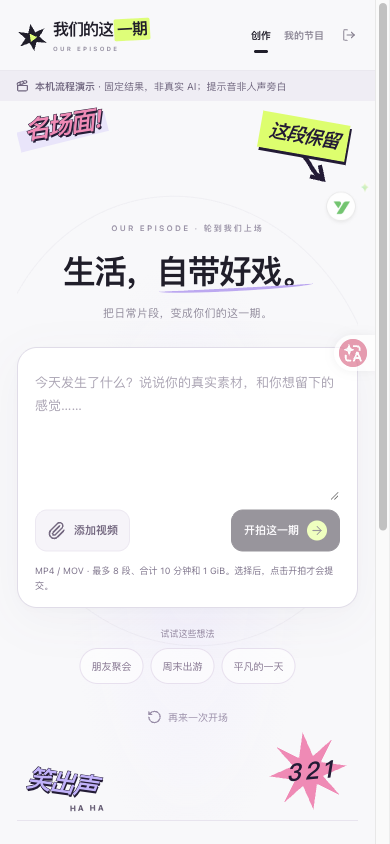 我们的这一期
OUR EPISODE
创作
我的节目
本机流程演示 · 固定结果，非真实 AI；提示音非人声旁白
名场面!
这段保留
OUR EPISODE · 轮到我们上场
生活，自带好戏。
把日常片段，变成你们的这一期。
今天发生了什么？说说你的真实素材，和你想留下的
感觉……
添加视频
开拍这一期
MP4 / MOV · 最多 8 段、合计 10 分钟和 1 GiB。选择后，点击开拍才会提
交。
试试这些想法
朋友聚会
周末出游
平凡的一天
再来一次开场
笑出声
HA HA
321